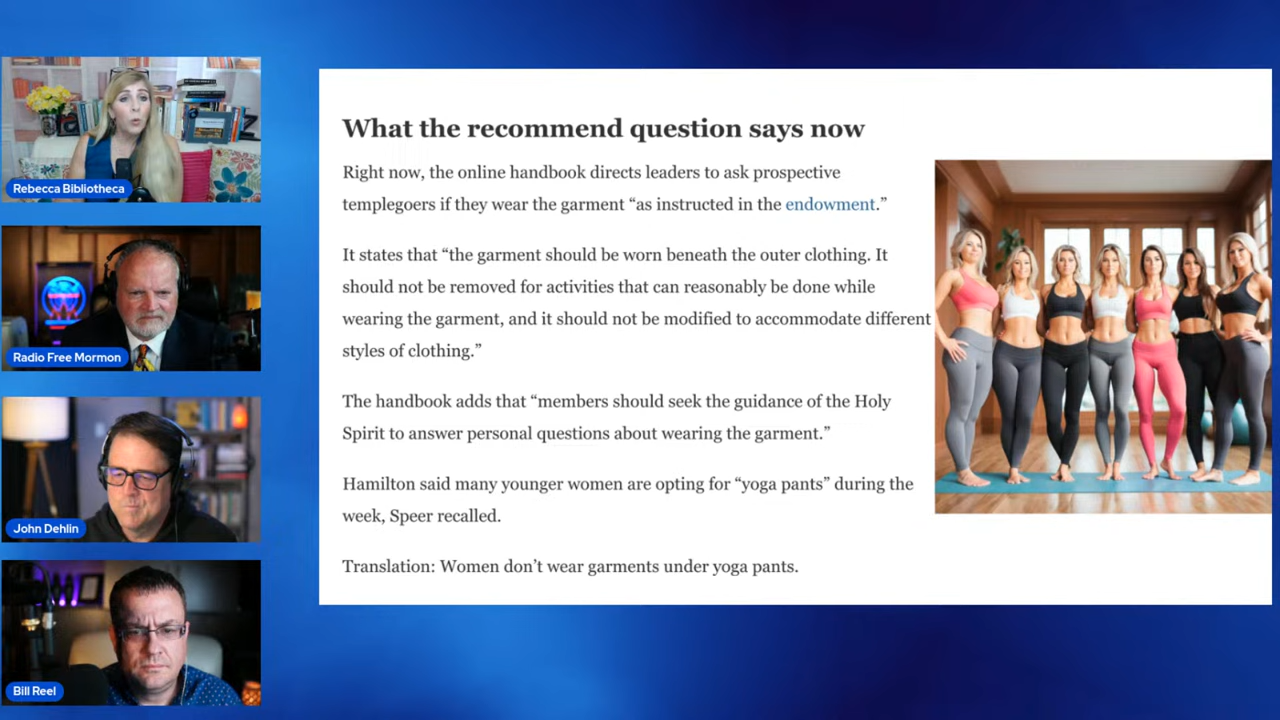 Rebecca Bibliotheca
Radio Free Mormon
John Dehlin
Bill Reel
What the recommend question says now
Right now, the online handbook directs leaders to ask prospective
templegoers if they wear the garment “as instructed in the endowment.”
It states that “the garment should be worn beneath the outer clothing. It
should not be removed for activities that can reasonably be done while
wearing the garment, and it should not be modified to accommodate different
styles of clothing.”
The handbook adds that “members should seek the guidance of the Holy
Spirit to answer personal questions about wearing the garment.”
Hamilton said many younger women are opting for “yoga pants” during the
week, Speer recalled.
Translation: Women don’t wear garments under yoga pants.